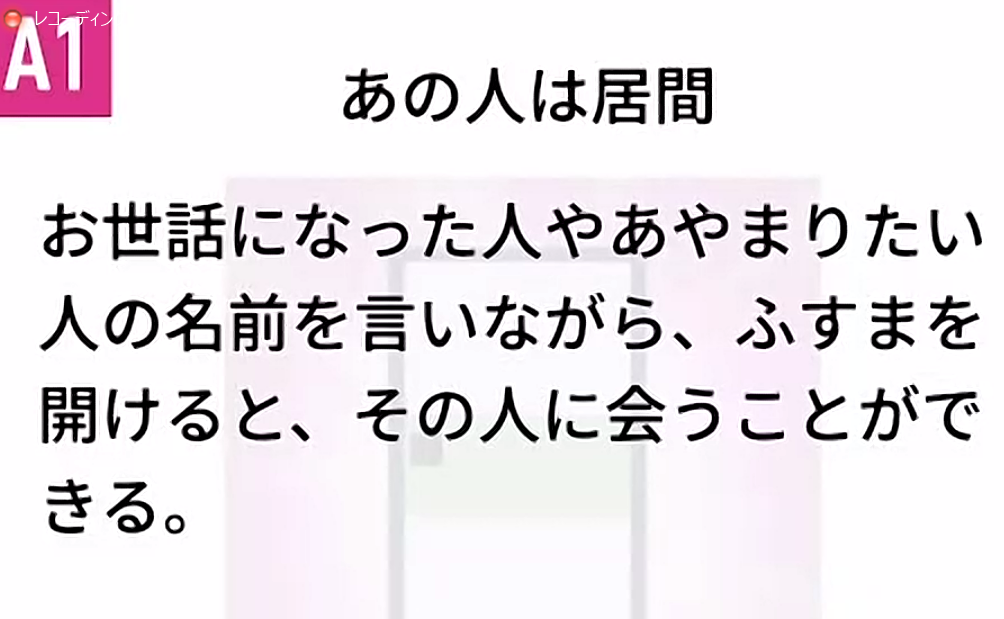 レコーディン
A1
あの人は居間
お世話になった人やあやまりたい
人の名前を言いながら、ふすまを
開けると、その人に会うことがで
きる。